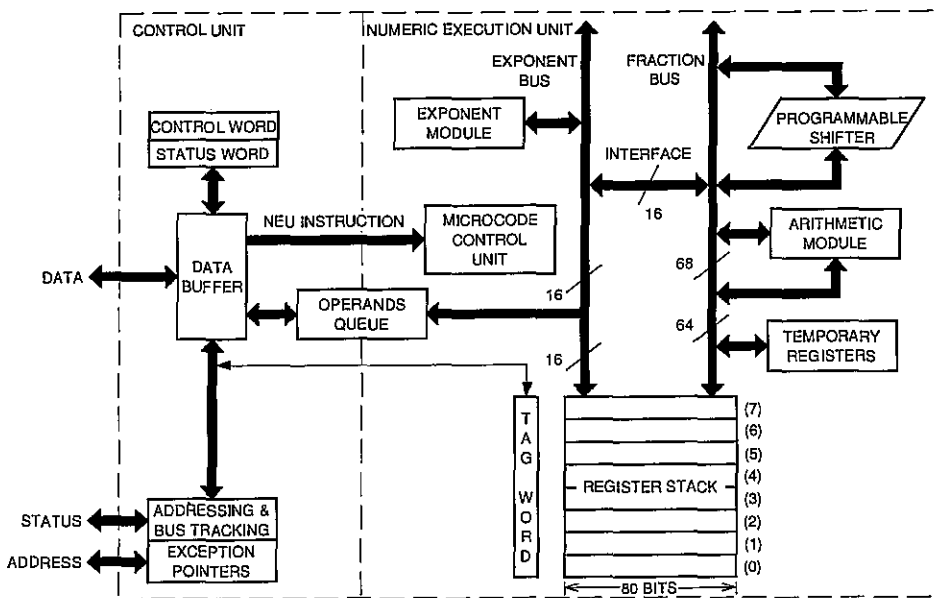 CONTROL UNIT
NUMERIC EXECUTION UNIT
EXPONENT
BUS
FRACTION
BUS
EXPONENT
MODULE
PROGRAMMABLE
SHIFTER
CONTROL WORD
STATUS WORD
INTERFACE
16
NEU INSTRUCTION
MICROCODE
CONTROL
UNIT
ARITHMETIC
MODULE
DATA
DATA
BUFFER
68
16
OPERANDS
QUEUE
64
TEMPORARY
REGISTERS
16
TAG WORD
(7)
(6)
(5)
(4)
REGISTER STACK
(3)
(2)
(1)
(0)
80 BITS
STATUS
ADDRESSING &
BUS TRACKING
ADDRESS
EXCEPTION
POINTERS